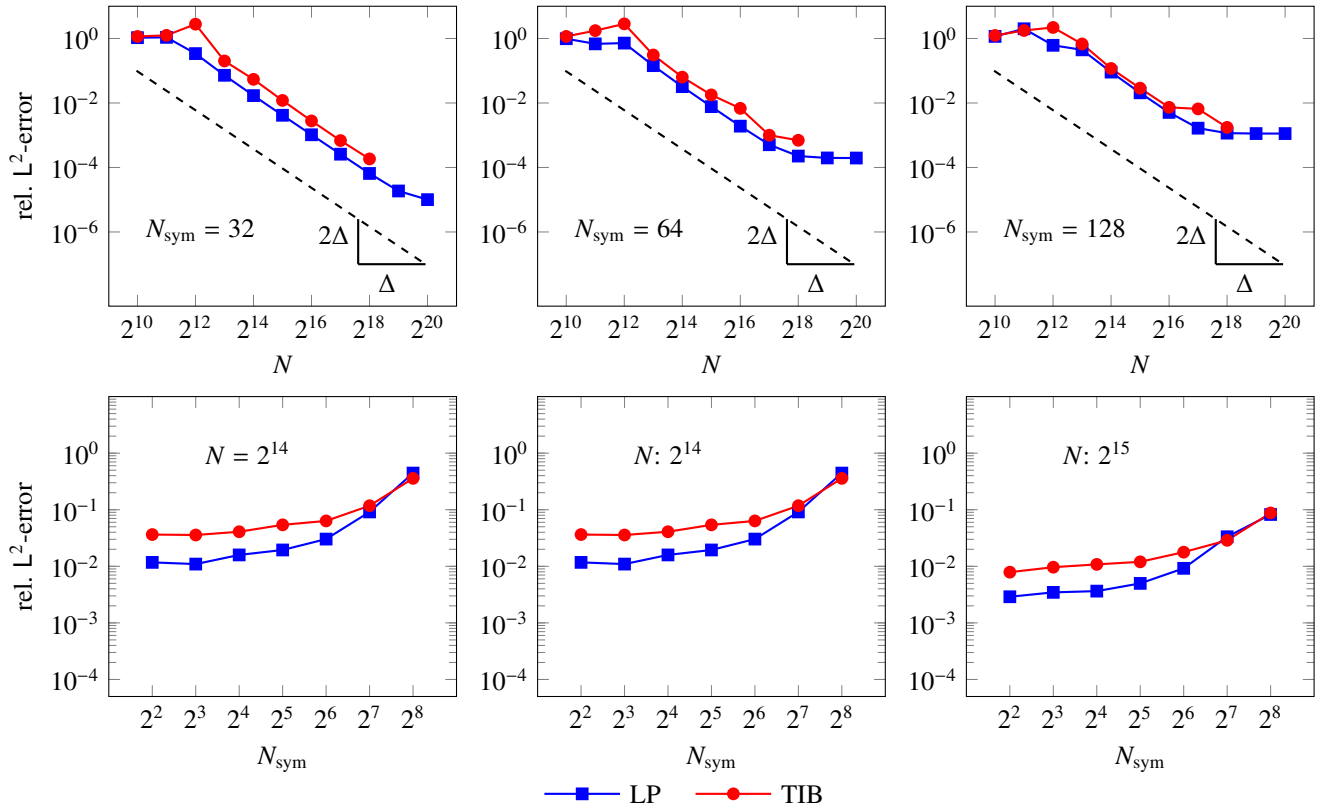 10⁰ 10⁻² 10⁻⁴ 10⁻⁶
rel. L²-error
N_sym = 32
2Δ
Δ
2¹⁰ 2¹² 2¹⁴ 2¹⁶ 2¹⁸ 2²⁰
N
10⁰ 10⁻² 10⁻⁴ 10⁻⁶
N_sym = 64
2Δ
Δ
2¹⁰ 2¹² 2¹⁴ 2¹⁶ 2¹⁸ 2²⁰
N
10⁰ 10⁻² 10⁻⁴ 10⁻⁶
N_sym = 128
2Δ
Δ
2¹⁰ 2¹² 2¹⁴ 2¹⁶ 2¹⁸ 2²⁰
N
10⁰ 10⁻¹ 10⁻² 10⁻³ 10⁻⁴
rel. L²-error
N = 2¹⁴
2² 2³ 2⁴ 2⁵ 2⁶ 2⁷ 2⁸
N_sym
10⁰ 10⁻¹ 10⁻² 10⁻³ 10⁻⁴
N: 2¹⁴
2² 2³ 2⁴ 2⁵ 2⁶ 2⁷ 2⁸
N_sym
10⁰ 10⁻¹ 10⁻² 10⁻³ 10⁻⁴
N: 2¹⁵
2² 2³ 2⁴ 2⁵ 2�6 2⁷ 2⁸
N_sym
LP TIB